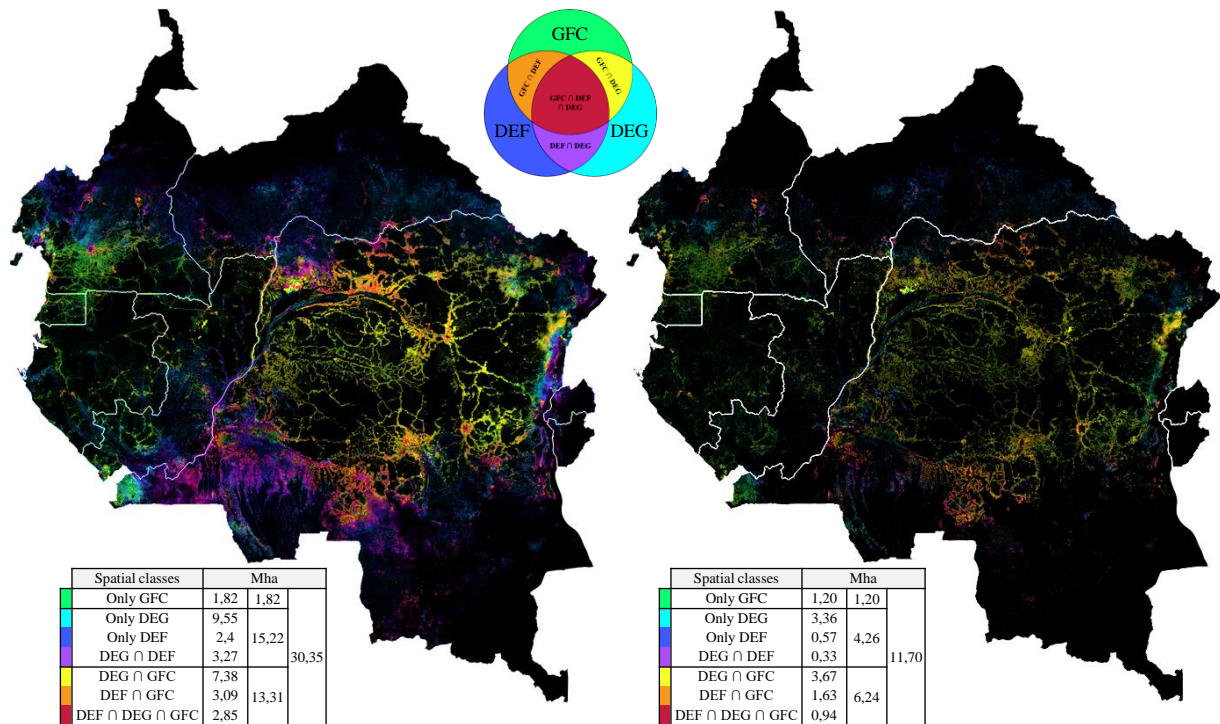 GFC
GFC ∩ DEF
GFC ∩ DEG
GFC ∩ DEF
∩ DEG
DEF
DEG
DEF ∩ DEG
Spatial classes Mha
Only GFC 1,82 1,82
Only DEG 9,55
Only DEF 2,4 15,22
30,35
DEG ∩ DEF 3,27
DEG ∩ GFC 7,38
DEF ∩ GFC 3,09 13,31
DEF ∩ DEG ∩ GFC 2,85
Spatial classes Mha
Only GFC 1,20 1,20
Only DEG 3,36
Only DEF 0,57 4,26
11,70
DEG ∩ DEF 0,33
DEG ∩ GFC 3,67
DEF ∩ GFC 1,63 6,24
DEF ∩ DEG ∩ GFC 0,94